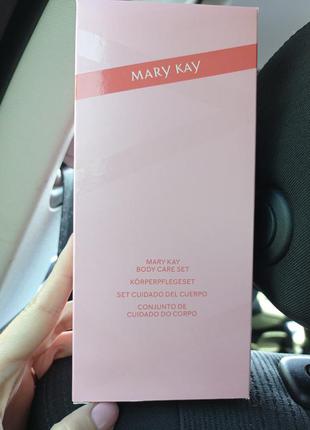 MARY KAY
MARY KAY
BODY CARE SET
KÖRPERPFLEGESET
SET CUIDADO DEL CUERPO
CONJUNTO DE
CUIDADO DO CORPO